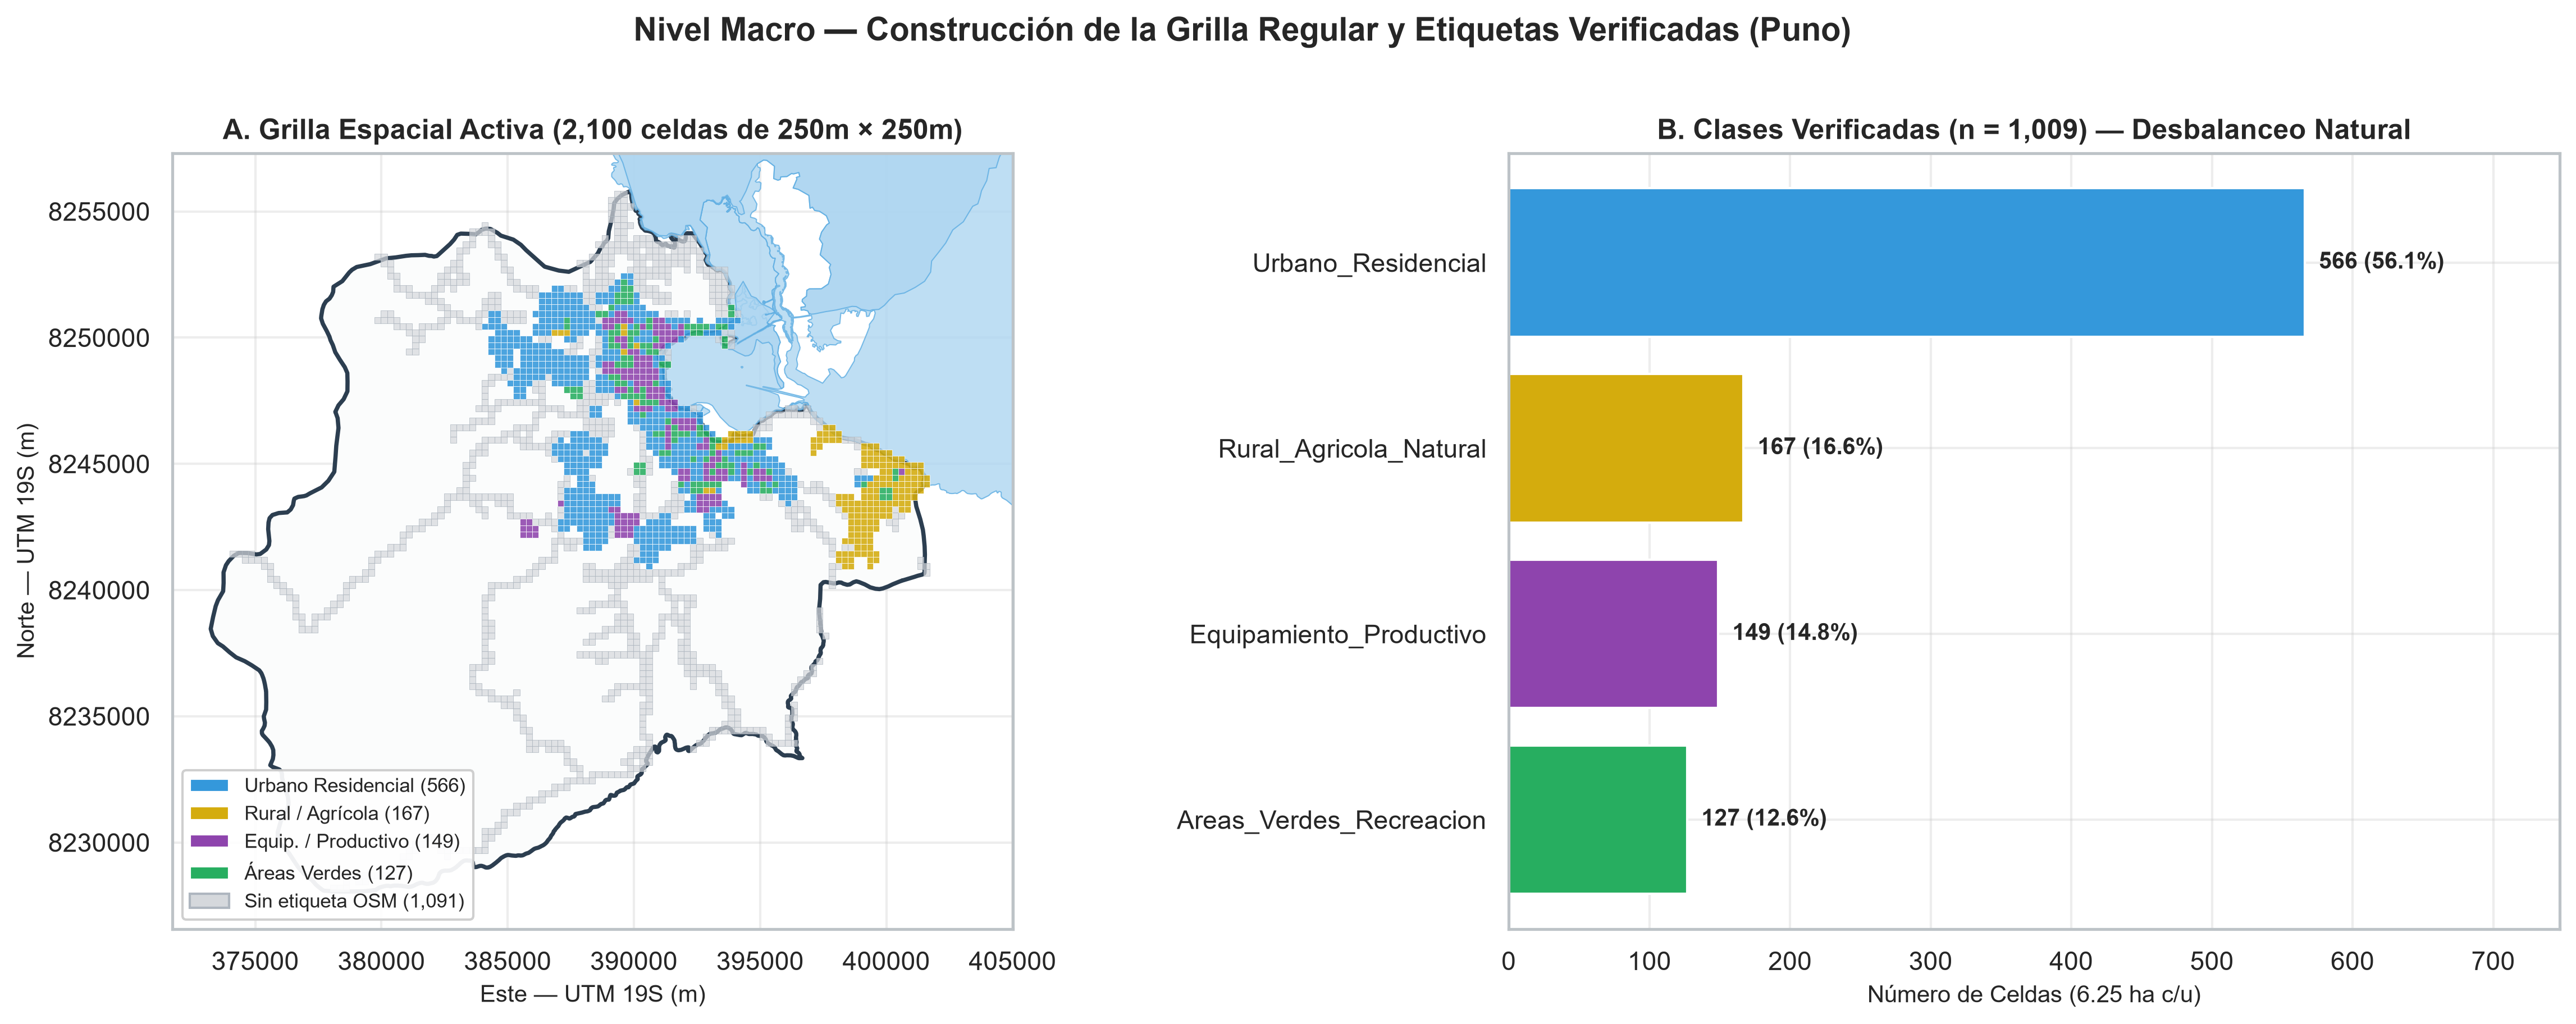 Nivel Macro — Construcción de la Grilla Regular y Etiquetas Verificadas (Puno)
A. Grilla Espacial Activa (2,100 celdas de 250m × 250m)
8255000
8250000
8245000
8240000
8235000
8230000
Norte — UTM 19S (m)
Urbano Residencial (566)
Rural / Agrícola (167)
Equip. / Productivo (149)
Áreas Verdes (127)
Sin etiqueta OSM (1,091)
375000 380000 385000 390000 395000 400000 405000
Este — UTM 19S (m)
B. Clases Verificadas (n = 1,009) — Desbalanceo Natural
Urbano_Residencial
566 (56.1%)
Rural_Agricola_Natural
167 (16.6%)
Equipamiento_Productivo
149 (14.8%)
Areas_Verdes_Recreacion
127 (12.6%)
0 100 200 300 400 500 600 700
Número de Celdas (6.25 ha c/u)